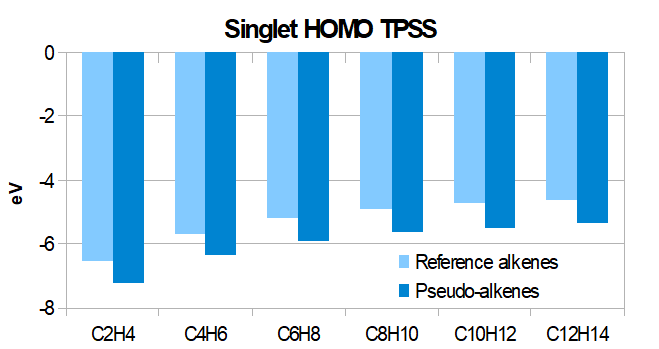 Singlet HOMO TPSS
0
-2
-4
-6
-8
eV
Reference alkenes
Pseudo-alkenes
C2H4 C4H6 C6H8 C8H10 C10H12 C12H14